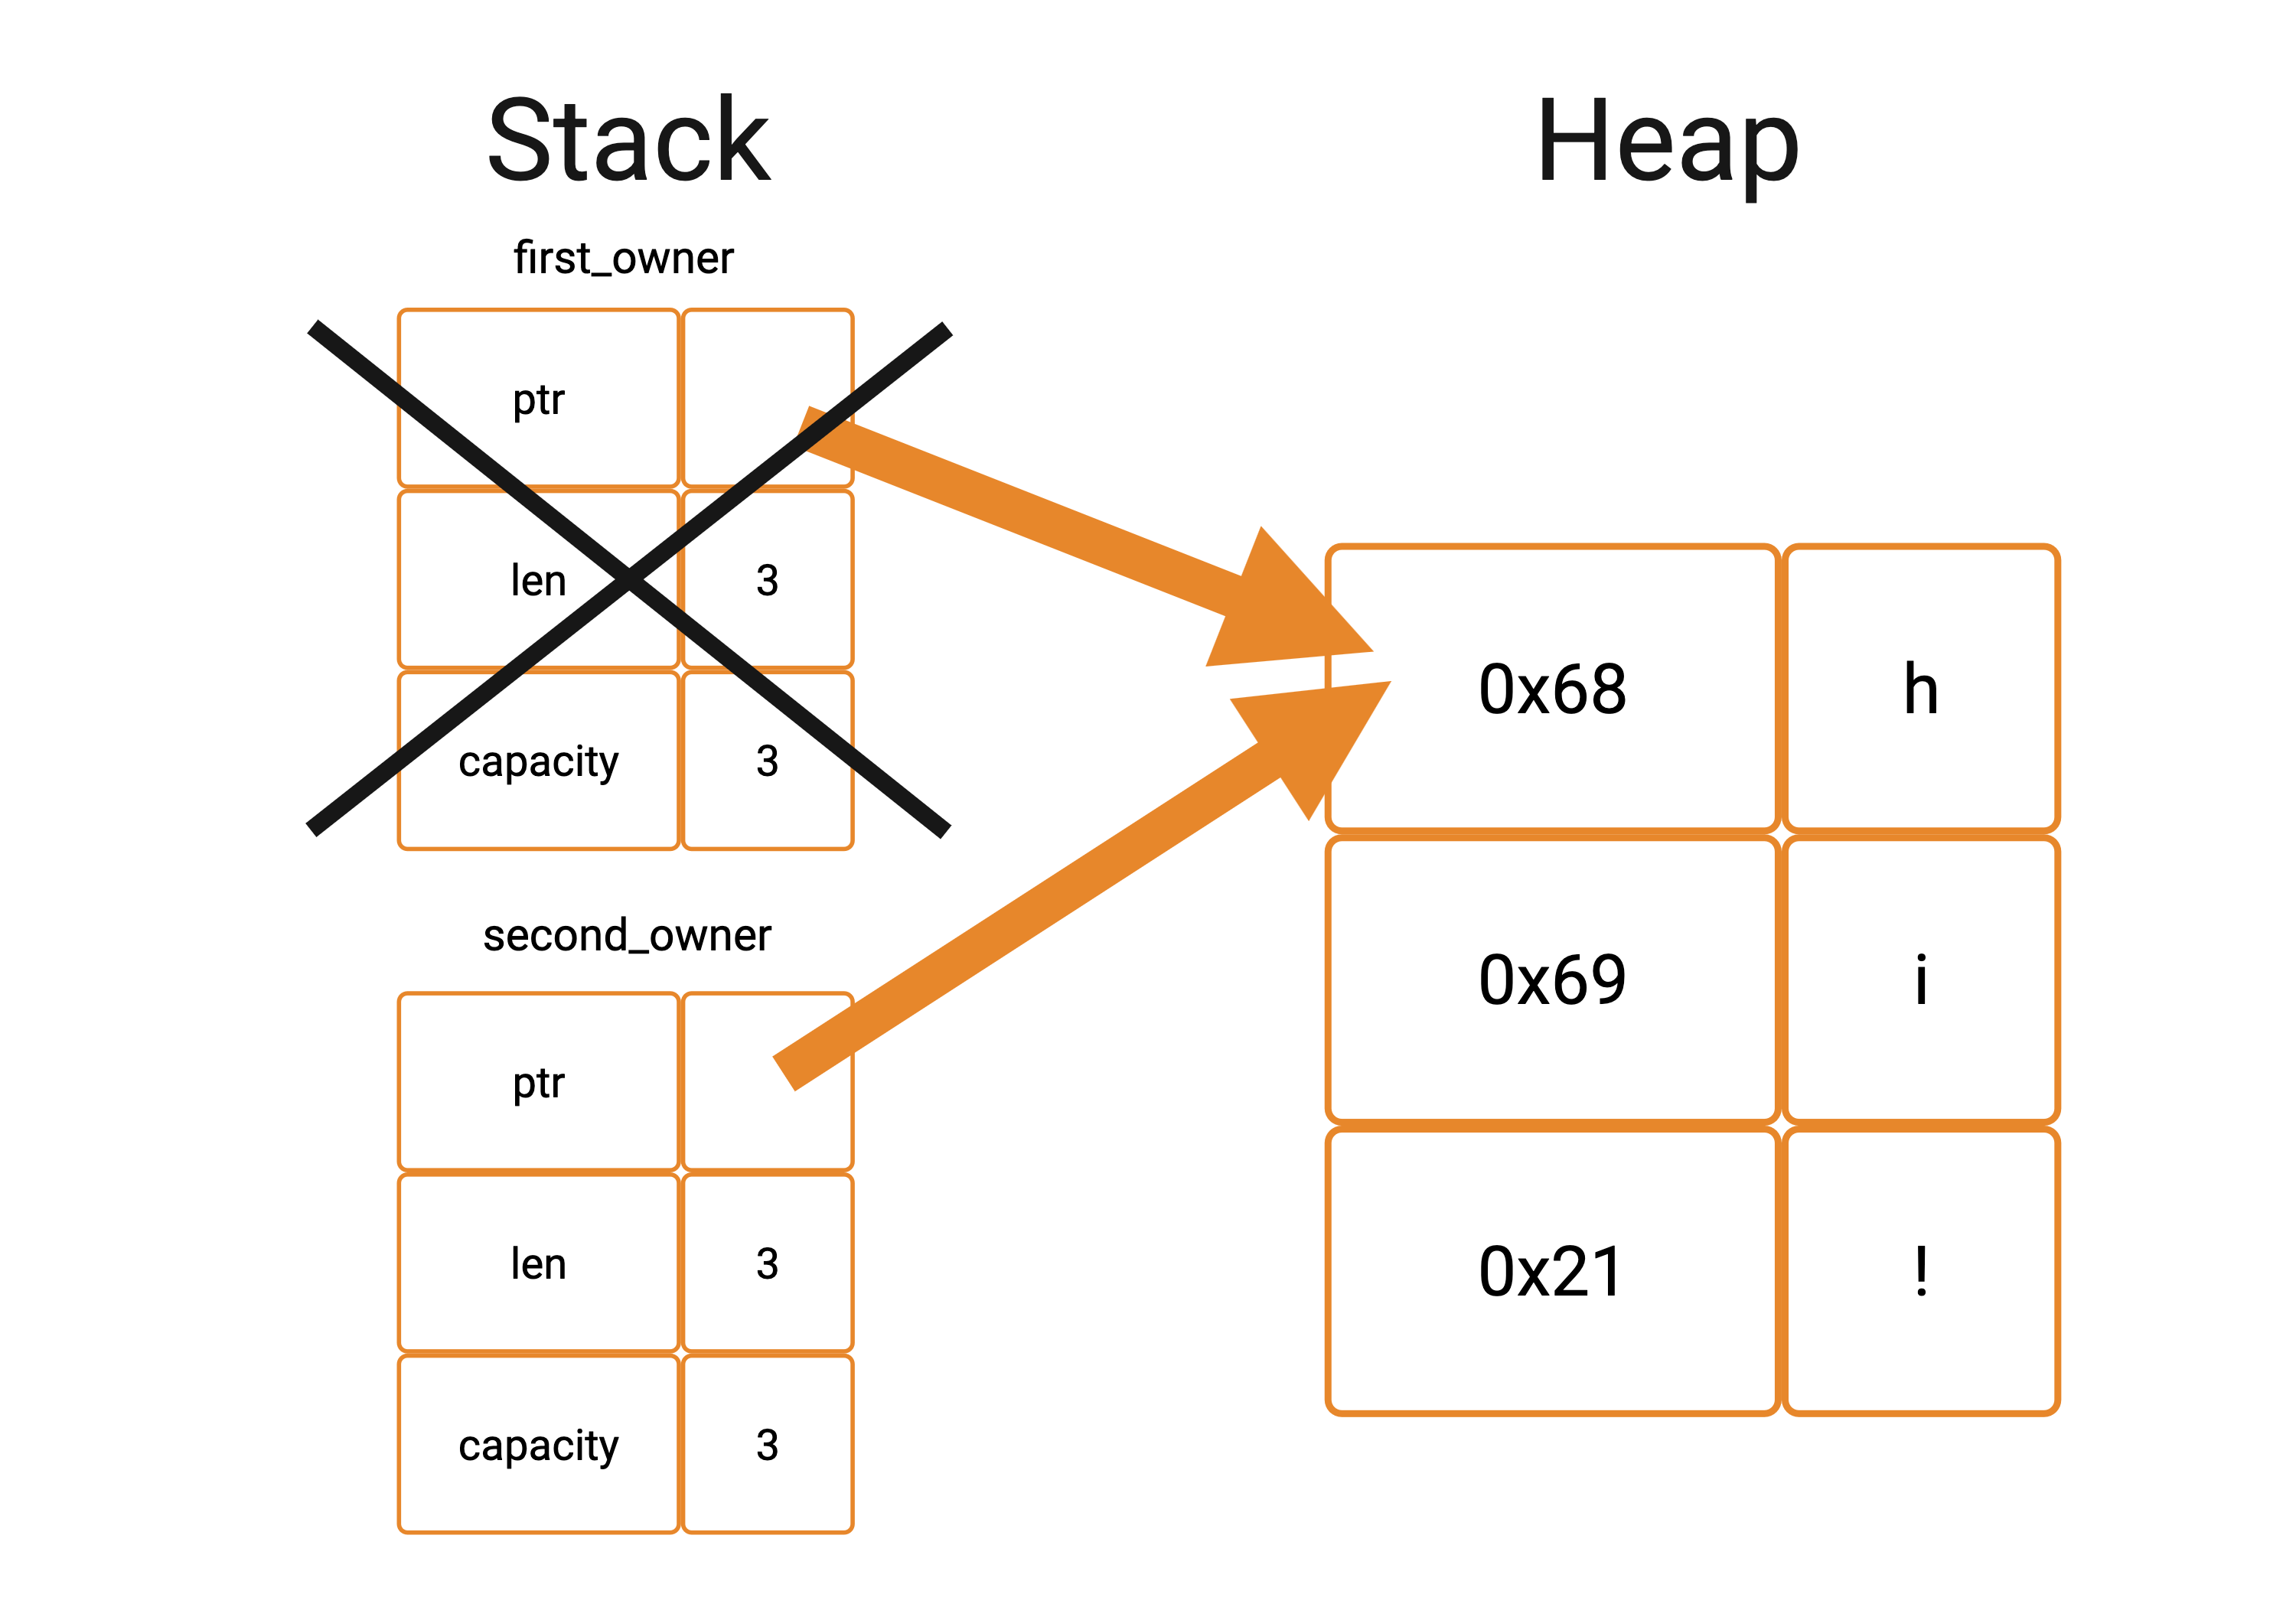 Stack
first_owner
ptr
len 3
capacity 3
second_owner
ptr
len 3
capacity 3
Heap
0x68 h
0x69 i
0x21 !